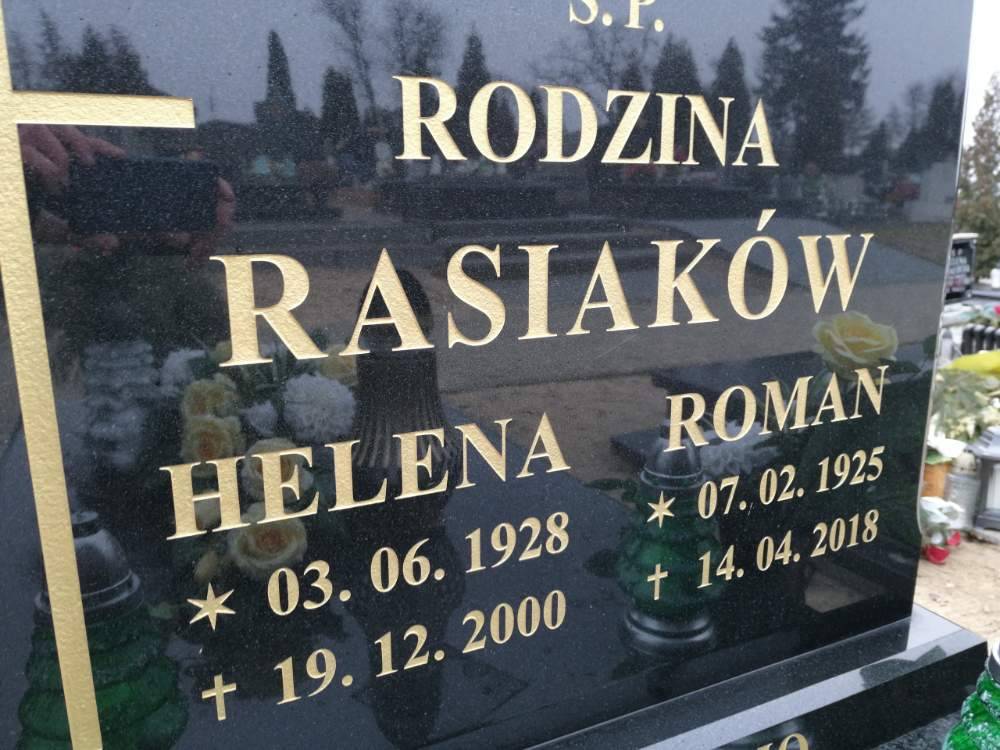 Ś. P.
RODZINA
RASIAKÓW
HELENA
* 03. 06. 1928
† 19. 12. 2000
ROMAN
* 07. 02. 1925
† 14. 04. 2018